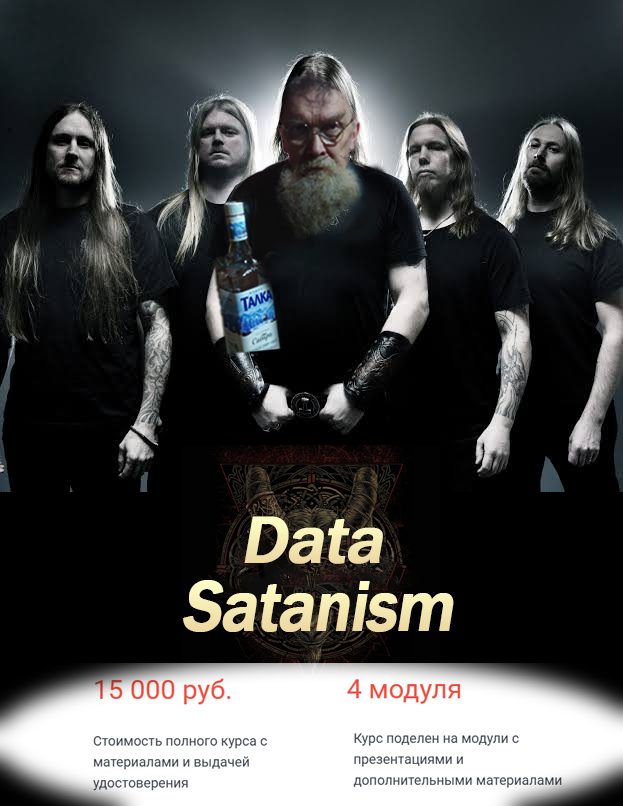 ТАЛКА
Сибирь
Data
Satanism
15 000 руб.
4 модуля
Стоимость полного курса с
материалами и выдачей
удостоверения
Курс поделен на модули с
презентациями и
дополнительными материалами